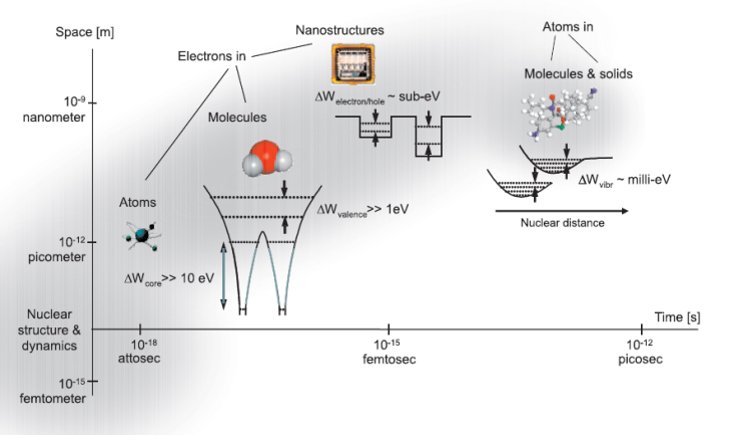 Space [m]
Nanostructures
Atoms in
Electrons in
Molecules & solids
10-9
nanometer
ΔWelectron/hole ~ sub-eV
Molecules
ΔWvibr ~ milli-eV
Atoms
ΔWvalence>> 1eV
Nuclear distance
10-12
picometer
ΔWcore>> 10 eV
Nuclear
structure &
dynamics
Time [s]
10-18
attosec
10-15
femtosec
10-12
picosec
10-15
femtometer